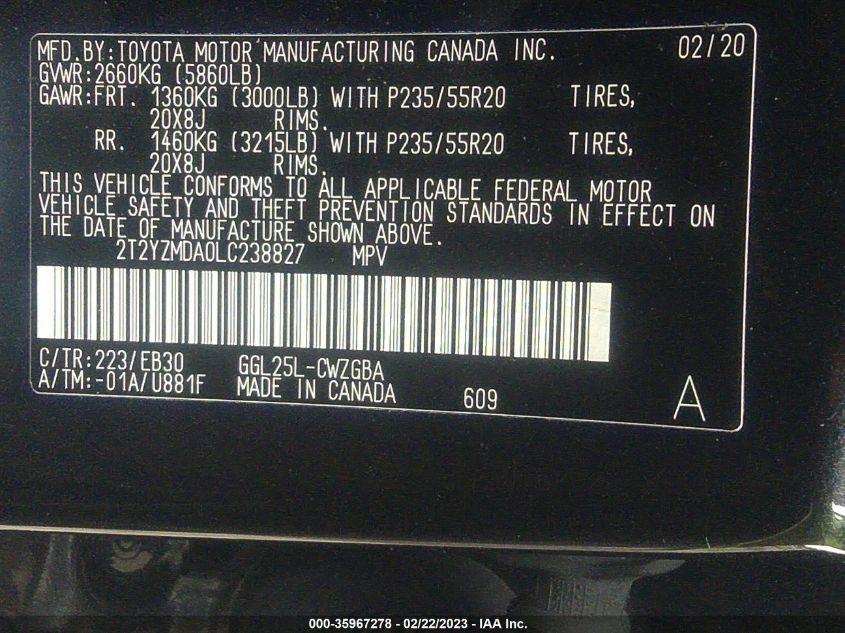 MFD.BY:TOYOTA MOTOR MANUFACTURING CANADA INC. 02/20
GVWR:2660KG (5860LB)
GAWR:FRT. 1360KG (3000LB) WITH P235/55R20 TIRES,
20X8J RIMS.
RR. 1460KG (3215LB) WITH P235/55R20 TIRES,
20X8J RIMS.
THIS VEHICLE CONFORMS TO ALL APPLICABLE FEDERAL MOTOR
VEHICLE SAFETY AND THEFT PREVENTION STANDARDS IN EFFECT ON
THE DATE OF MANUFACTURE SHOWN ABOVE.
2T2YZMDA0LC238827 MPV
C/TR:223/EB30 GGL25L-CWZGBA
A/TM:-01A/U881F MADE IN CANADA 609 A
000-35967278 - 02/22/2023 - IAA Inc.